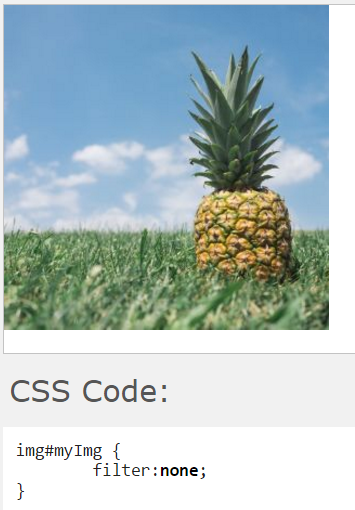 CSS Code:
img#myImg {
filter:none;
}